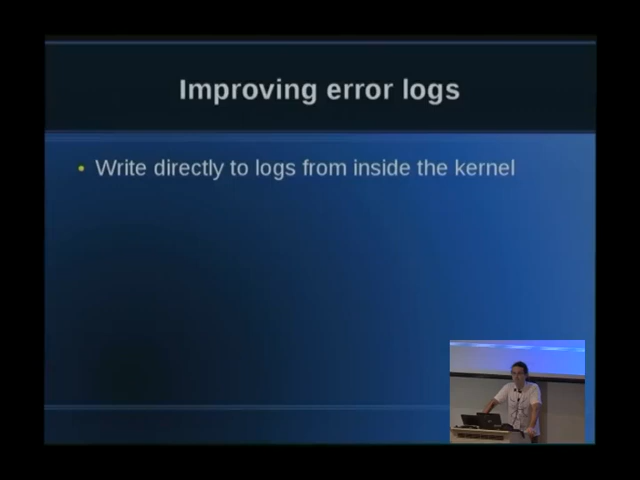 Improving error logs
• Write directly to logs from inside the kernel